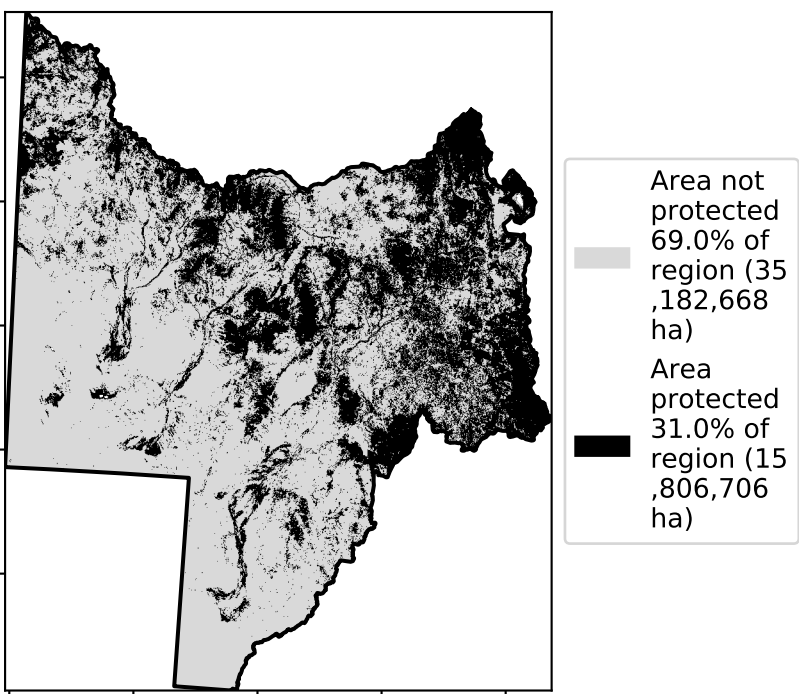 Area not
protected
69.0% of
region (35
,182,668
ha)
Area
protected
31.0% of
region (15
,806,706
ha)